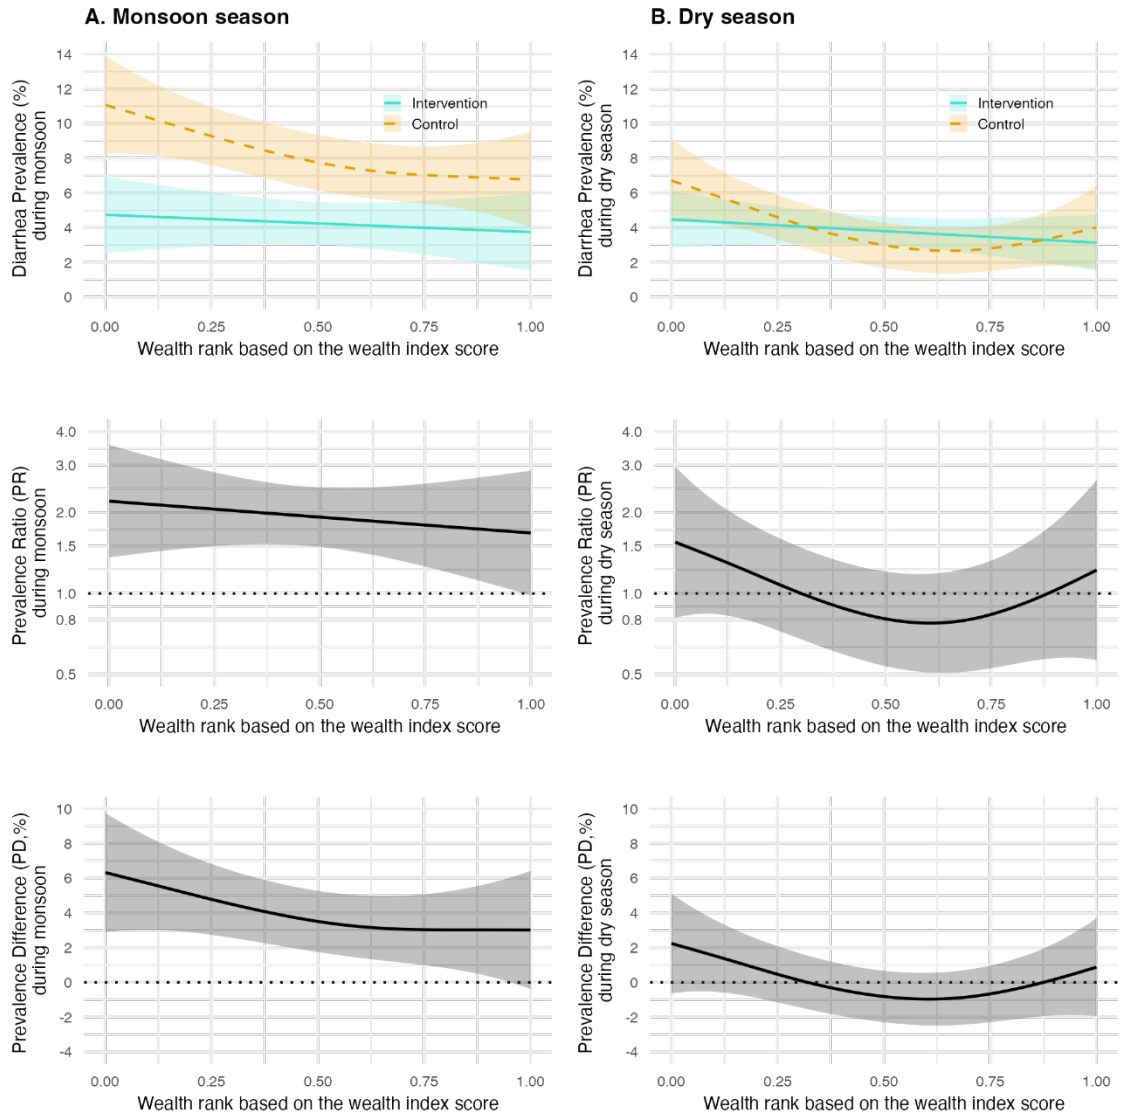 A. Monsoon season
Diarrhea Prevalence (%)
during monsoon
14
12
10
8
6
4
2
0
Intervention
Control
0.00 0.25 0.50 0.75 1.00
Wealth rank based on the wealth index score
B. Dry season
Diarrhea Prevalence (%)
during dry season
14
12
10
8
6
4
2
0
Intervention
Control
0.00 0.25 0.50 0.75 1.00
Wealth rank based on the wealth index score
Prevalence Ratio (PR)
during monsoon
4.0
3.0
2.0
1.5
1.0
0.8
0.5
0.00 0.25 0.50 0.75 1.00
Wealth rank based on the wealth index score
Prevalence Ratio (PR)
during dry season
4.0
3.0
2.0
1.5
1.0
0.8
0.5
0.00 0.25 0.50 0.75 1.00
Wealth rank based on the wealth index score
Prevalence Difference (PD,%)
during monsoon
10
8
6
4
2
0
-2
-4
0.00 0.25 0.50 0.75 1.00
Wealth rank based on the wealth index score
Prevalence Difference (PD,%)
during dry season
10
8
6
4
2
0
-2
-4
0.00 0.25 0.50 0.75 1.00
Wealth rank based on the wealth index score